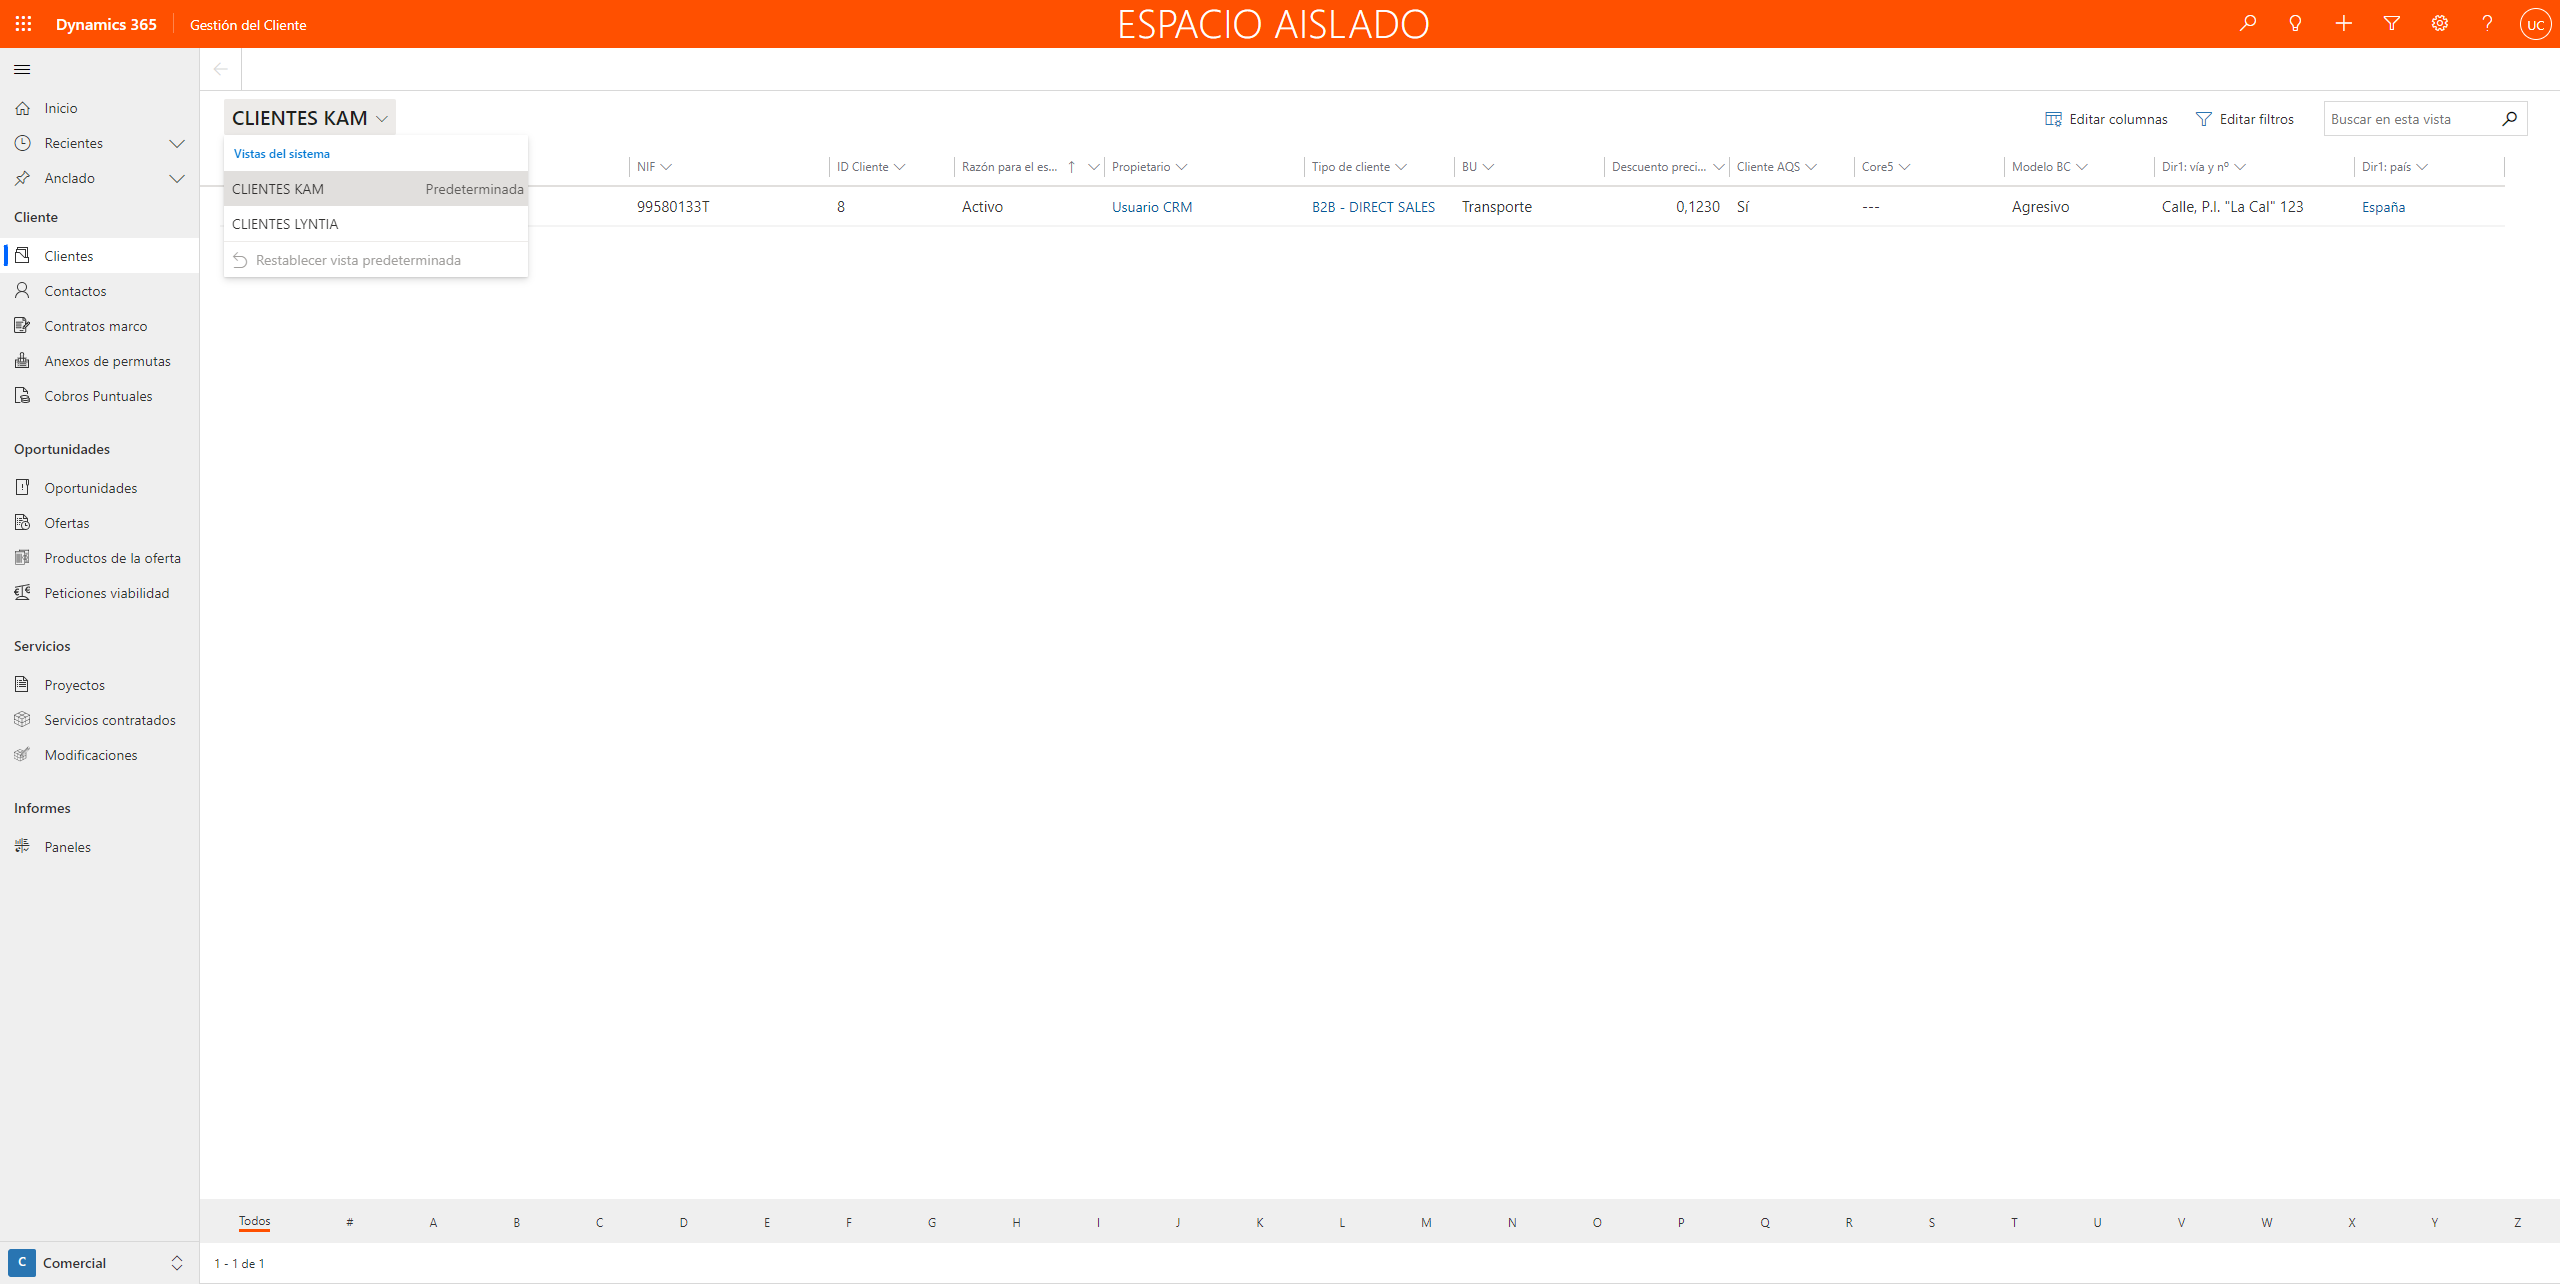 Dynamics 365
Gestión del Cliente
ESPACIO AISLADO
?
UC
Inicio
Recientes
Anclado
Cliente
Clientes
Contactos
Contratos marco
Anexos de permutas
Cobros Puntuales
Oportunidades
Oportunidades
Ofertas
Productos de la oferta
Peticiones viabilidad
Servicios
Proyectos
Servicios contratados
Modificaciones
Informes
Paneles
C Comercial
CLIENTES KAM
Editar columnas
Editar filtros
Buscar en esta vista
Vistas del sistema
CLIENTES KAM Predeterminada
CLIENTES LYNTIA
Restablecer vista predeterminada
NIF ID Cliente Razón para el es... ↑ Propietario Tipo de cliente BU Descuento preci... Cliente AQS Core5 Modelo BC Dir1: vía y nº Dir1: país
99580133T 8 Activo Usuario CRM B2B - DIRECT SALES Transporte 0,1230 Sí --- Agresivo Calle, P.I. "La Cal" 123 España
Todos # A B C D E F G H I J K L M N O P Q R S T U V W X Y Z
1 - 1 de 1